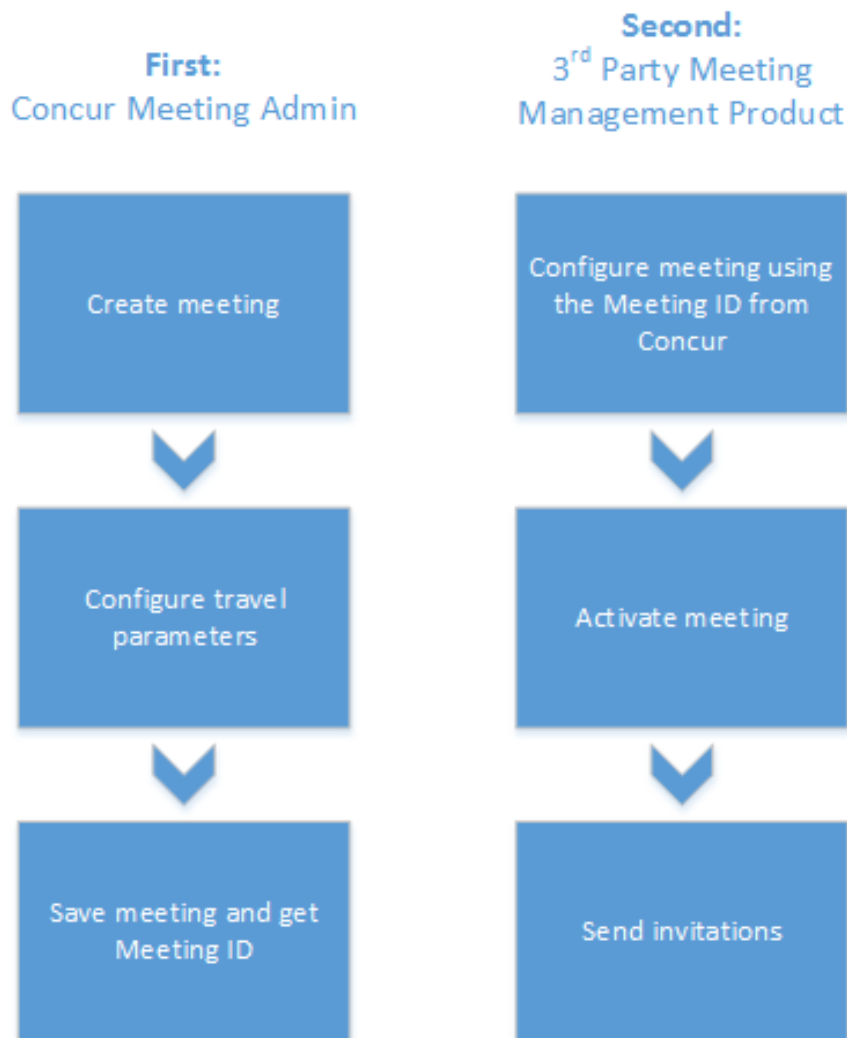 First:
Concur Meeting Admin
Create meeting
Configure travel
parameters
Save meeting and get
Meeting ID
Second:
3rd Party Meeting
Management Product
Configure meeting using
the Meeting ID from
Concur
Activate meeting
Send invitations